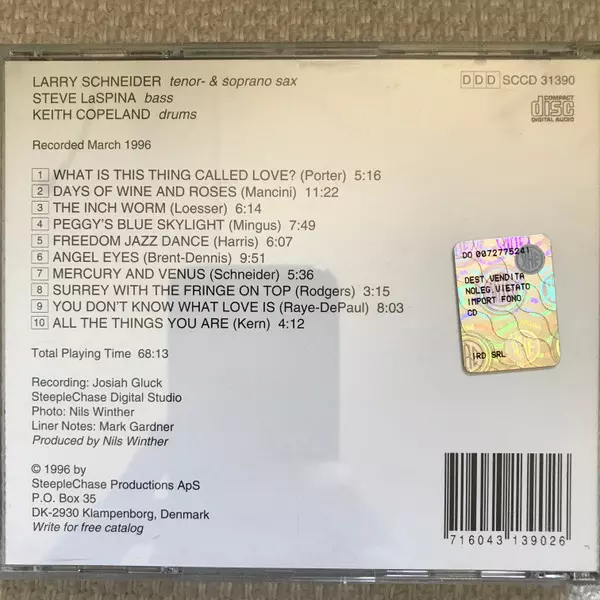 LARRY SCHNEIDER tenor- & soprano sax
STEVE LaSPINA bass
KEITH COPELAND drums
DDD SCCD 31390
COMPACT
disc
DIGITAL AUDIO
Recorded March 1996
1 WHAT IS THIS THING CALLED LOVE? (Porter) 5:16
2 DAYS OF WINE AND ROSES (Mancini) 11:22
3 THE INCH WORM (Loesser) 6:14
4 PEGGY'S BLUE SKYLIGHT (Mingus) 7:49
5 FREEDOM JAZZ DANCE (Harris) 6:07
6 ANGEL EYES (Brent-Dennis) 9:51
7 MERCURY AND VENUS (Schneider) 5:36
8 SURREY WITH THE FRINGE ON TOP (Rodgers) 3:15
9 YOU DON'T KNOW WHAT LOVE IS (Raye-DePaul) 8:03
10 ALL THE THINGS YOU ARE (Kern) 4:12
Total Playing Time 68:13
DO 0072775241
DEST.VENDITA
NOLEG.VIETATO
IMPORT FONO
CD
IRD SRL
Recording: Josiah Gluck
SteepleChase Digital Studio
Photo: Nils Winther
Liner Notes: Mark Gardner
Produced by Nils Winther
© 1996 by
SteepleChase Productions ApS
P.O. Box 35
DK-2930 Klampenborg, Denmark
Write for free catalog
716043 139026